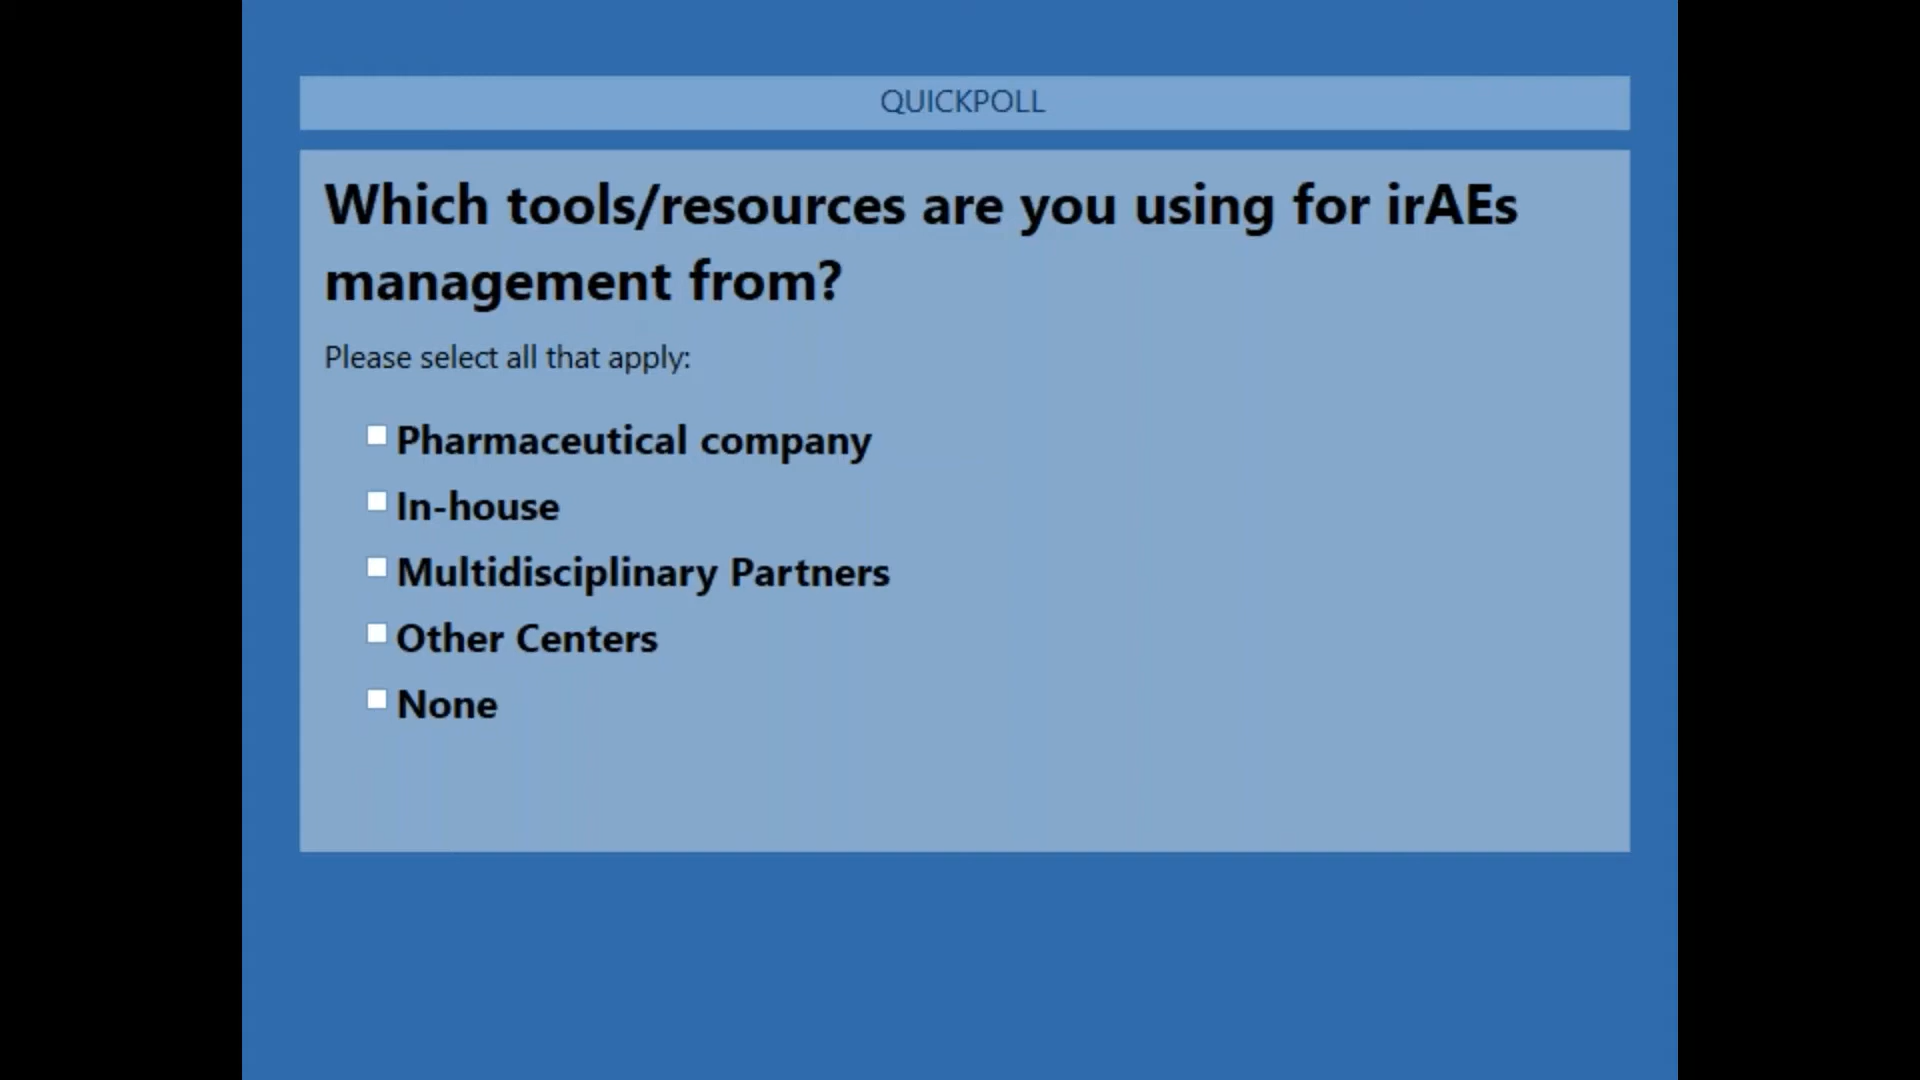 QUICKPOLL
Which tools/resources are you using for irAEs
management from?
Please select all that apply:
Pharmaceutical company
In-house
Multidisciplinary Partners
Other Centers
None